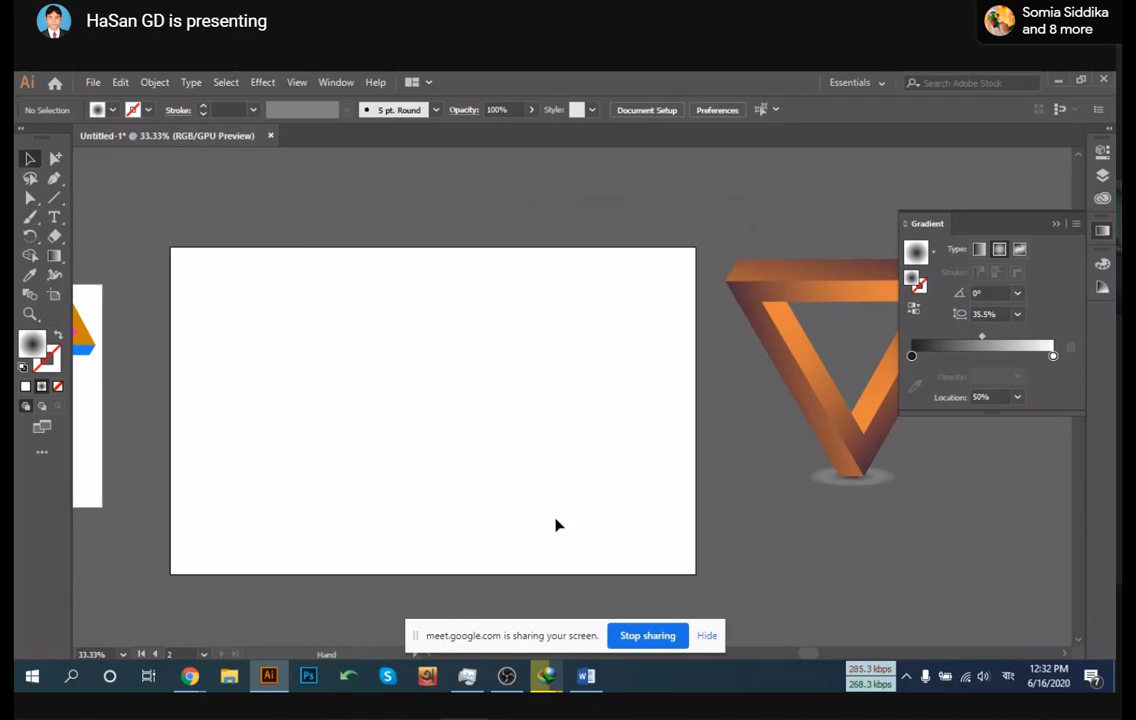 HaSan GD is presenting
Somia Siddika
and 8 more
Ai File Edit Object Type Select Effect View Window Help Essentials Search Adobe Stock
No Selection Stroke: 5 pt. Round Opacity: 100% Style: Document Setup Preferences
Untitled-1* @ 33.33% (RGB/GPU Preview) ×
Gradient
Type:
Stroke:
0°
35.5%
Opacity:
Location: 50%
meet.google.com is sharing your screen. Stop sharing Hide
33.33% 2 Hand
Ai Ps S W
285.3 kbps
268.3 kbps
বাং
12:32 PM
6/16/2020
7